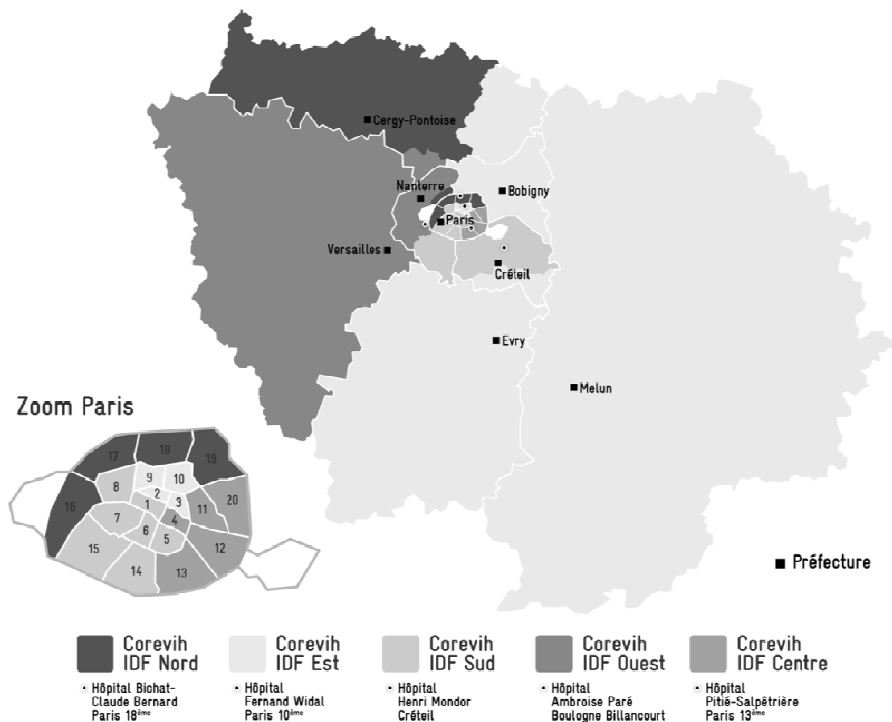 Cergy-Pontoise
Nanterre
Bobigny
Paris
Versailles
Créteil
Evry
Melun
Zoom Paris
17
18
19
9
10
8
2
3
20
16
1
11
7
4
6
5
12
15
14
13
Préfecture
Corevih
IDF Nord
Hôpital Bichat-
Claude Bernard
Paris 18ème
Corevih
IDF Est
Hôpital
Fernand Widal
Paris 10ème
Corevih
IDF Sud
Hôpital
Henri Mondor
Créteil
Corevih
IDF Ouest
Hôpital
Ambroise Paré
Boulogne Billancourt
Corevih
IDF Centre
Hôpital
Pitié-Salpêtrière
Paris 13ème